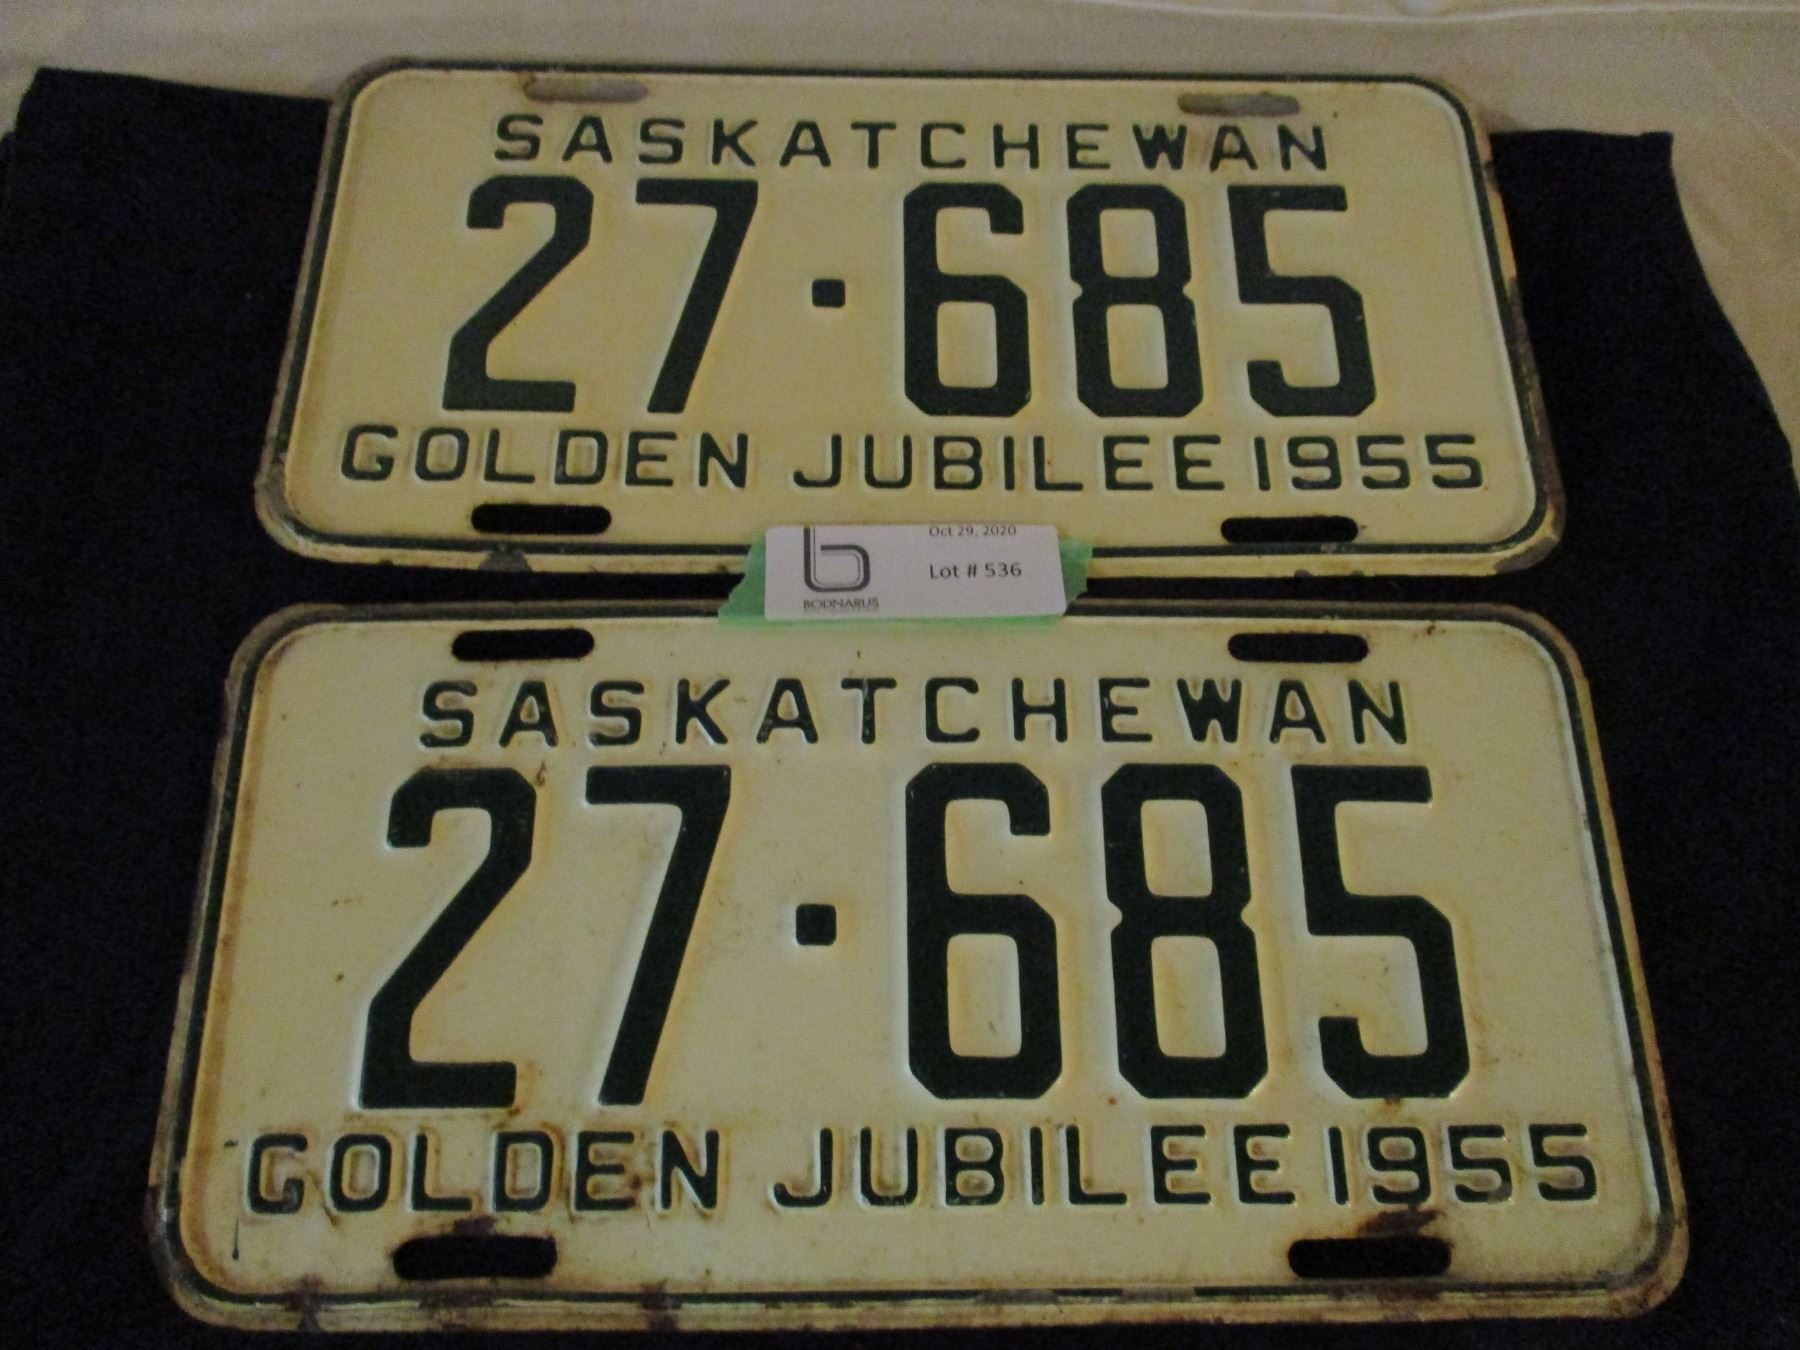 SASKATCHEWAN
27·685
GOLDEN JUBILEE 1955
Oct 29, 2020
b
Lot # 536
BODNARUS
SASKATCHEWAN
27·685
GOLDEN JUBILEE 1955